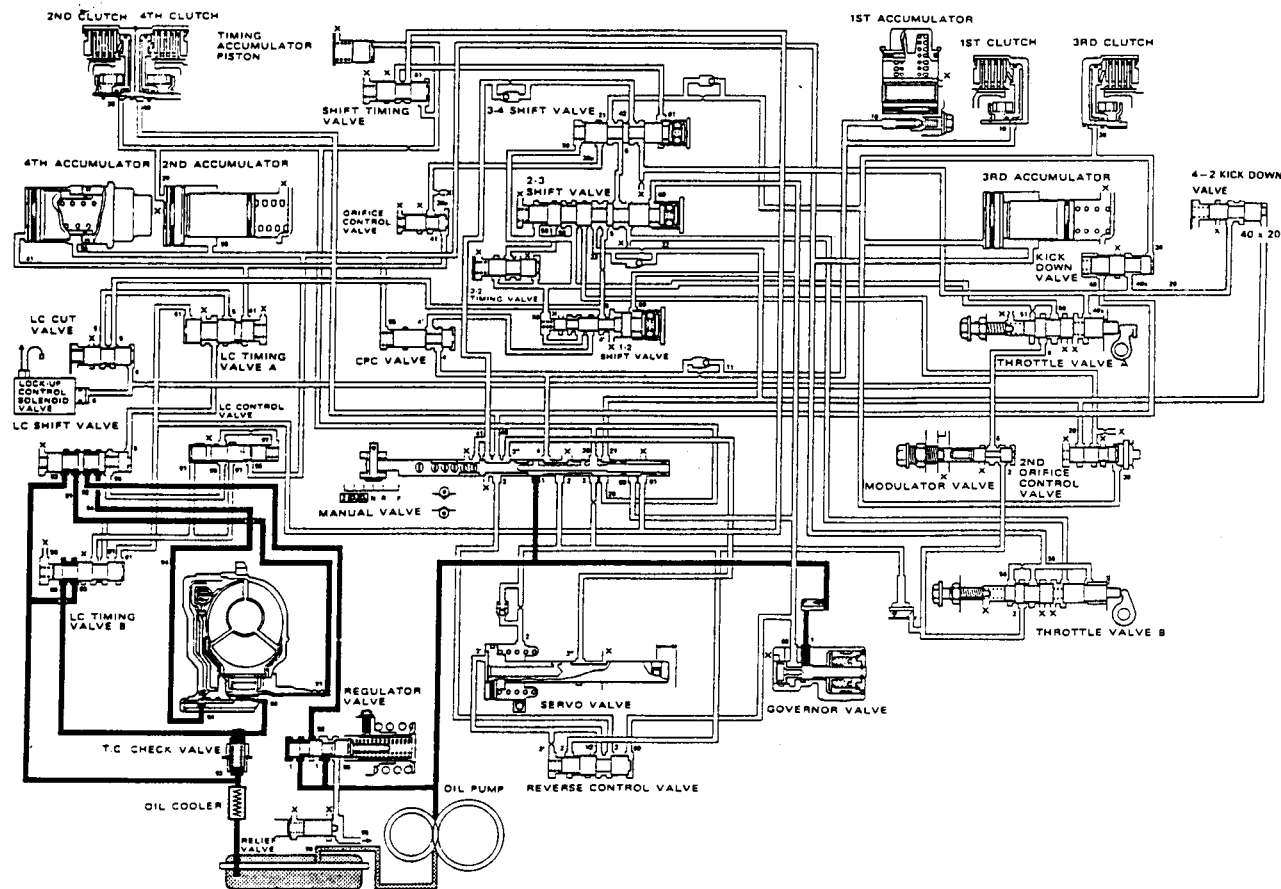 2ND CLUTCH
4TH CLUTCH
TIMING
ACCUMULATOR
PISTON
1ST ACCUMULATOR
1ST CLUTCH
3RD CLUTCH
SHIFT TIMING
VALVE
3-4 SHIFT VALVE
4TH ACCUMULATOR
2ND ACCUMULATOR
2-3
SHIFT VALVE
3RD ACCUMULATOR
4-2 KICK DOWN
VALVE
40 x 20
ORIFICE
CONTROL
VALVE
KICK
DOWN
VALVE
3-2
TIMING VALVE
LC CUT
VALVE
LC TIMING
VALVE A
CPC VALVE
1-2
SHIFT VALVE
THROTTLE VALVE A
LOCK-UP
CONTROL
SOLENOID
VALVE
LC SHIFT VALVE
LC CONTROL
VALVE
MANUAL VALVE
N R P
MODULATOR VALVE
2ND
ORIFICE
CONTROL
VALVE
LC TIMING
VALVE B
THROTTLE VALVE B
REGULATOR
VALVE
SERVO VALVE
GOVERNOR VALVE
T.C CHECK VALVE
OIL COOLER
OIL PUMP
REVERSE CONTROL VALVE
RELIEF
VALVE